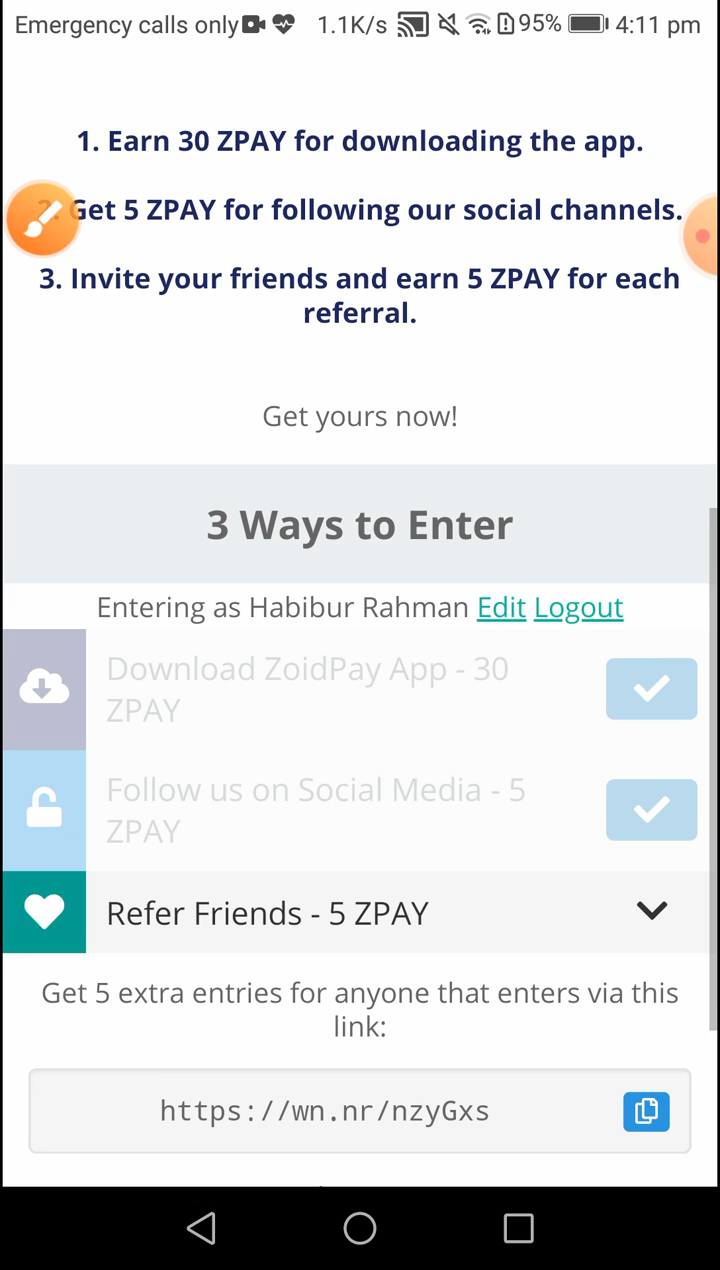 Emergency calls only 1.1K/s 95% 4:11 pm
1. Earn 30 ZPAY for downloading the app.
2. Get 5 ZPAY for following our social channels.
3. Invite your friends and earn 5 ZPAY for each
referral.
Get yours now!
3 Ways to Enter
Entering as Habibur Rahman Edit Logout
Download ZoidPay App - 30
ZPAY
Follow us on Social Media - 5
ZPAY
Refer Friends - 5 ZPAY
Get 5 extra entries for anyone that enters via this
link:
https://wn.nr/nzyGxs